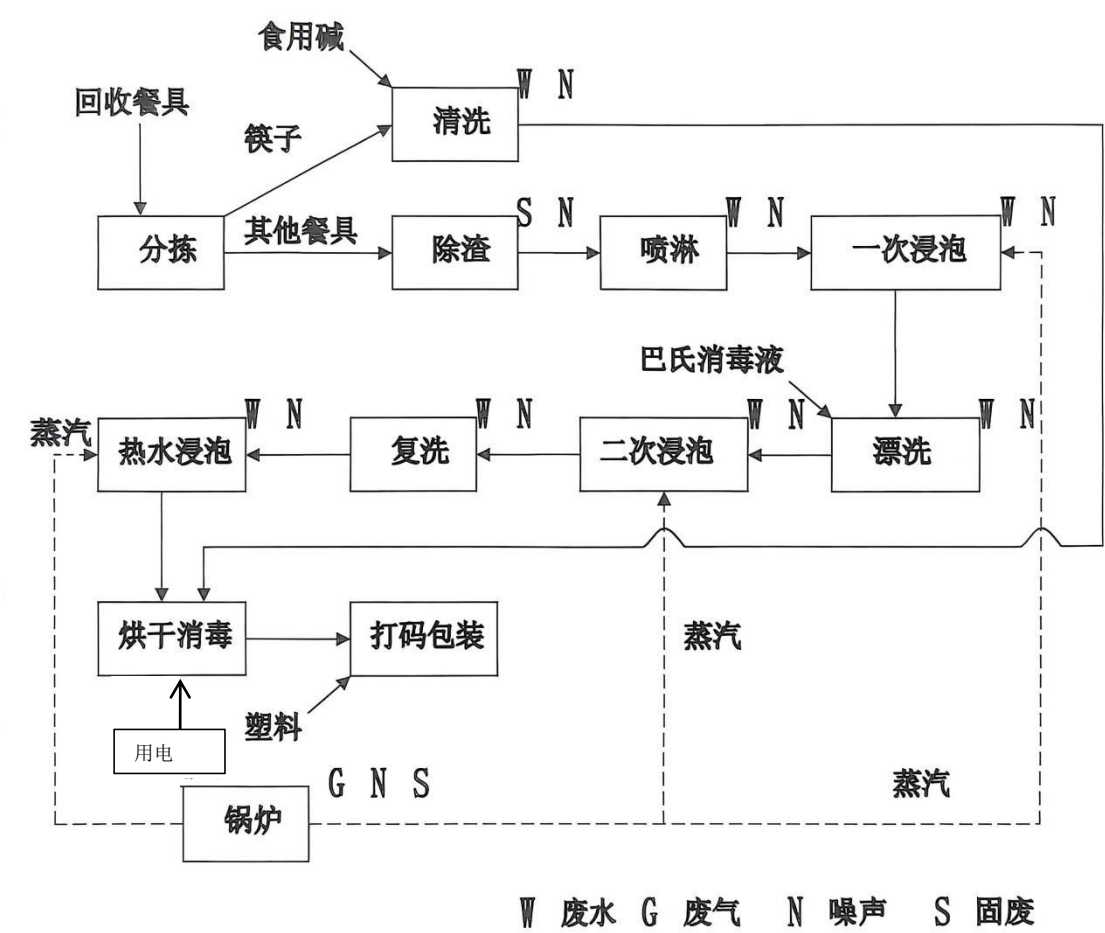 食用碱
W N
回收餐具
清洗
筷子
S N
W N
W N
分拣
其他餐具
除渣
喷淋
一次浸泡
巴氏消毒液
蒸汽
W N
W N
W N
W N
热水浸泡
复洗
二次浸泡
漂洗
烘干消毒
打码包装
蒸汽
塑料
用电
G N S
蒸汽
锅炉
W 废水 G 废气 N 噪声 S 固废